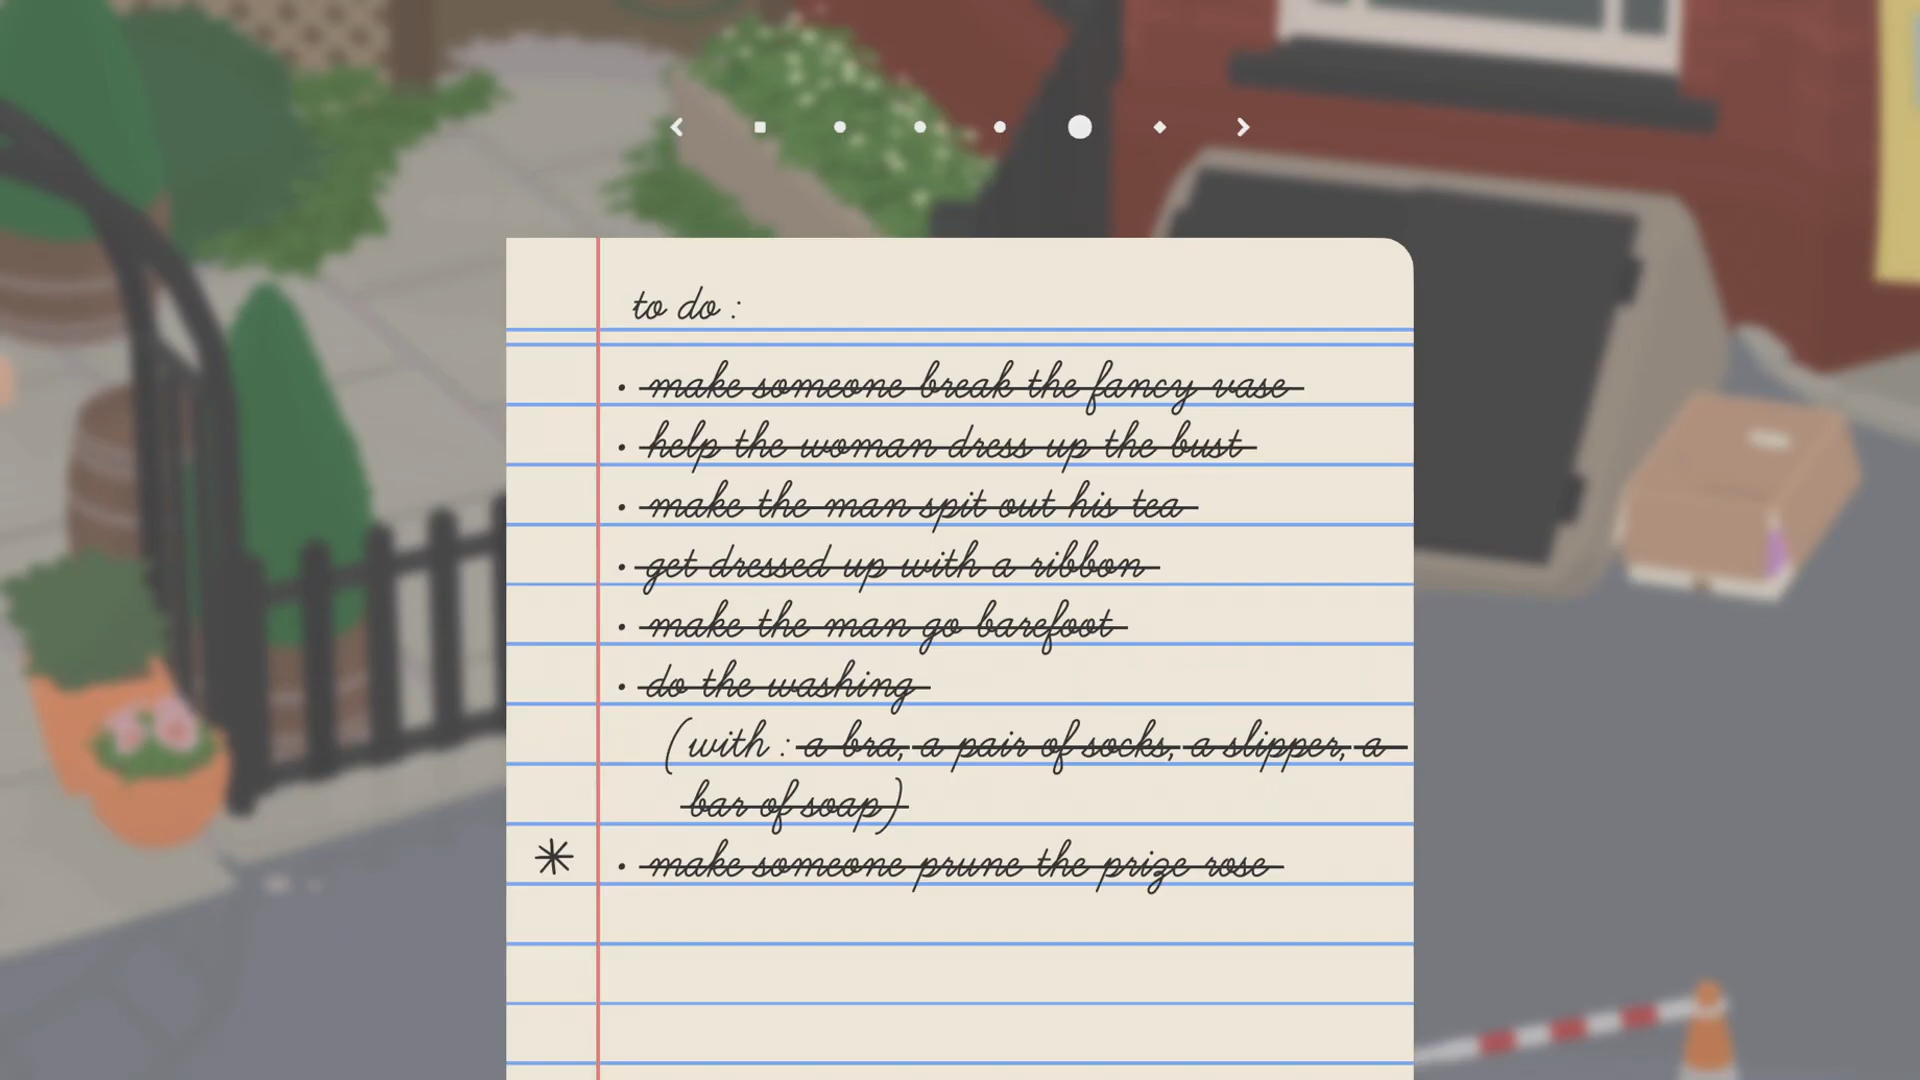 to do :
• make someone break the fancy vase
• help the woman dress up the bust
• make the man spit out his tea
• get dressed up with a ribbon
• make the man go barefoot
• do the washing
(with : a bra, a pair of socks, a slipper, a
bar of soap)
• make someone prune the prize rose